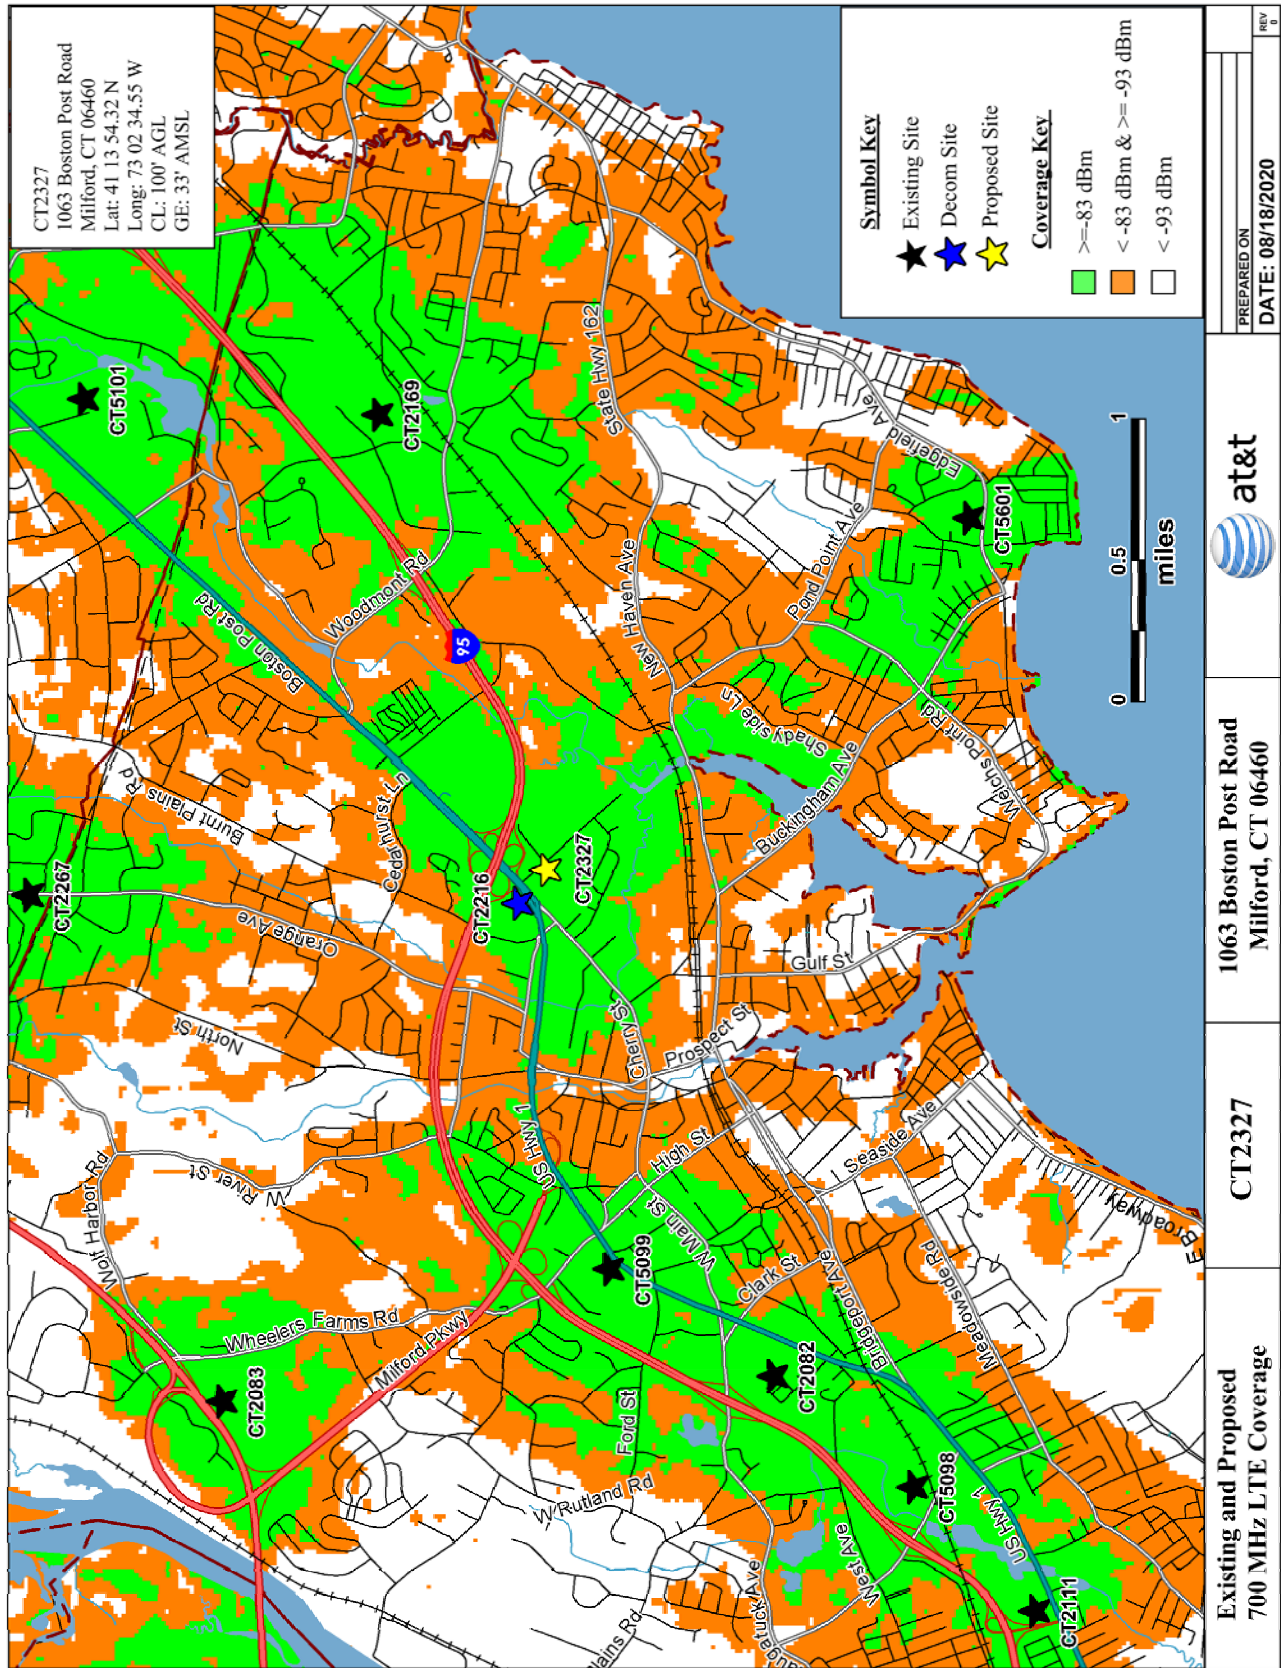 CT2327
1063 Boston Post Road
Milford, CT 06460
Lat: 41 13 54.32 N
Long: 73 02 34.55 W
CL: 100' AGL
GE: 33' AMSL
CT5101
CT2169
CT2267
CT2216
CT2327
CT2083
CT5099
CT2082
CT5098
CT2111
CT5601
Boston Post Rd
Woodmont Rd
95
State Hwy 162
New Haven Ave
Pond Point Ave
Edgefield Ave
Shadyside Ln
Buckingham Ave
Welchs Point Rd
Burnt Plains Rd
Cedarhurst Ln
Orange Ave
North St
Gulf St
Cherry St
Prospect St
Wolf Harbor Rd
W River St
US Hwy 1
High St
Seaside Ave
W Main St
Clark St
Bridgeport Ave
Meadowside Rd
E Broadway
Wheelers Farms Rd
Milford Pkwy
Ford St
W Rutland Rd
West Ave
US Hwy 1
augatuck Ave
lains Rd
Symbol Key
Existing Site
Decom Site
Proposed Site
Coverage Key
>=-83 dBm
< -83 dBm & >= -93 dBm
< -93 dBm
0
0.5
1
miles
Existing and Proposed
700 MHz LTE Coverage
CT2327
1063 Boston Post Road
Milford, CT 06460
at&t
PREPARED ON
DATE: 08/18/2020
REV
0